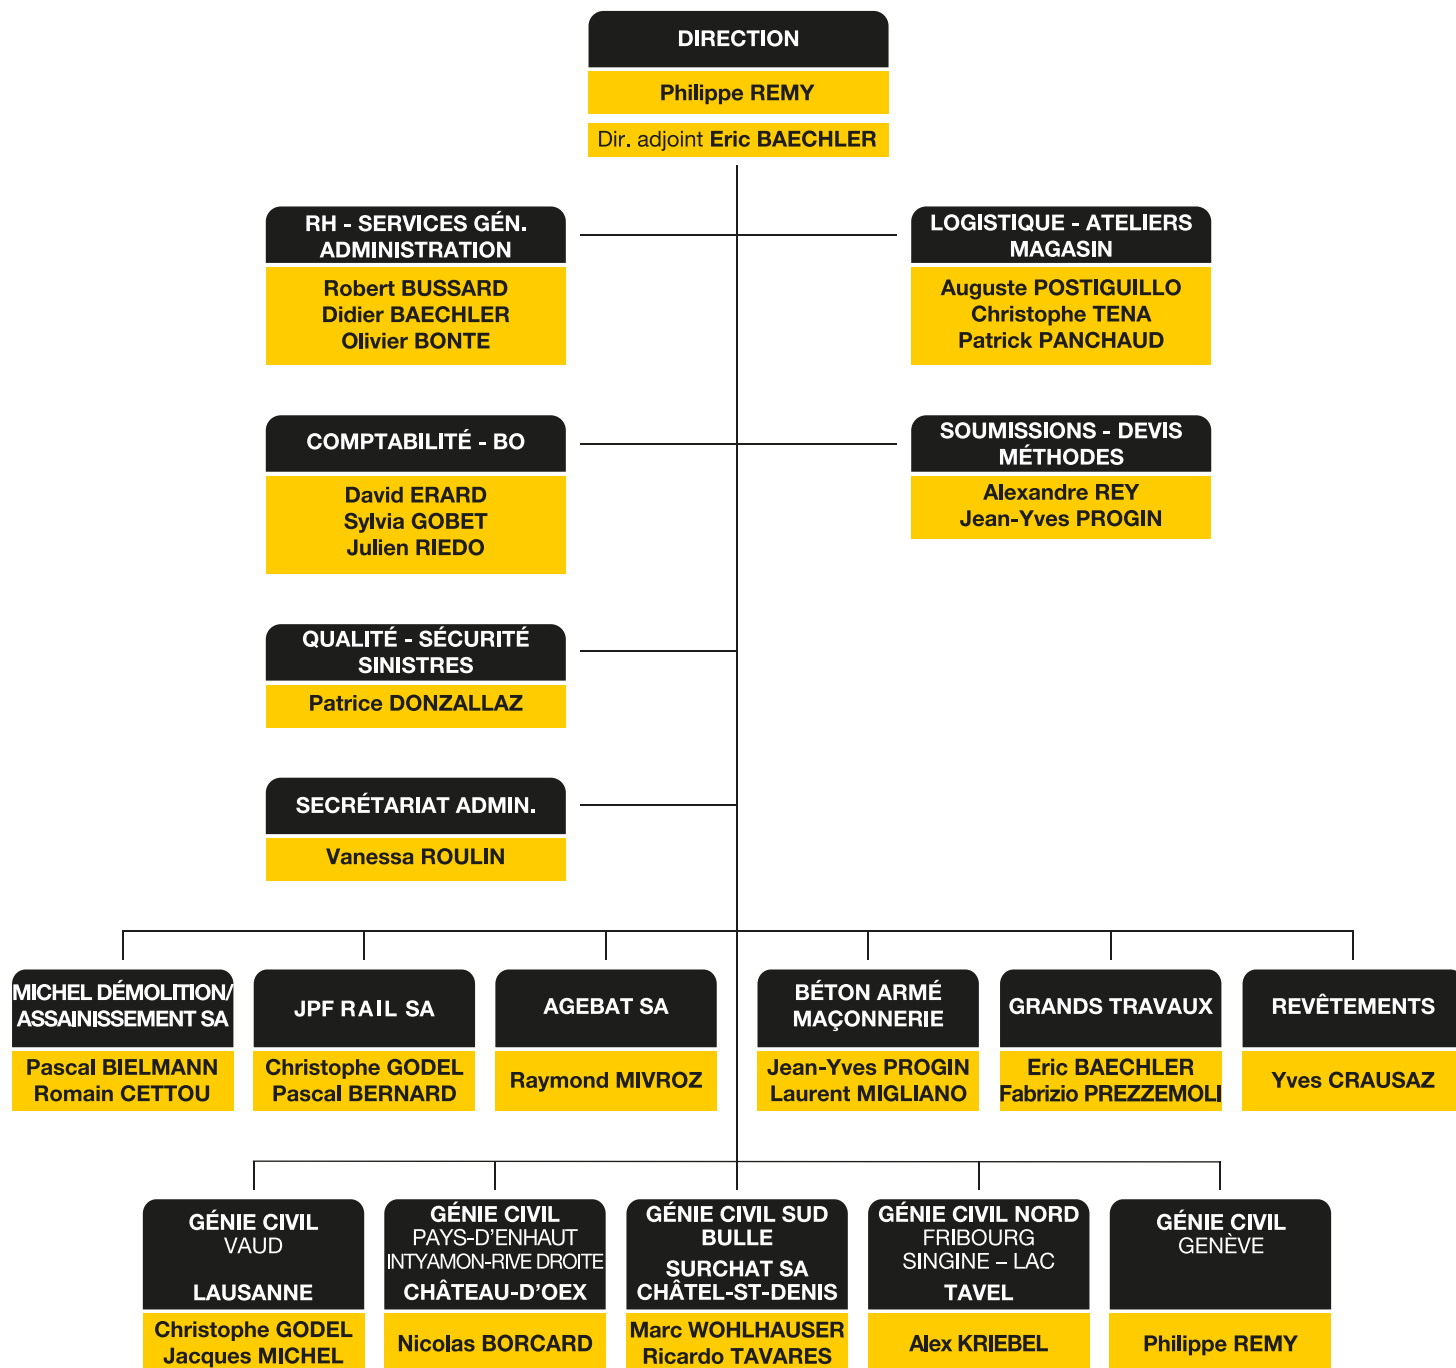 DIRECTION
Philippe REMY
Dir. adjoint Eric BAECHLER
RH - SERVICES GÉN.
ADMINISTRATION
Robert BUSSARD
Didier BAECHLER
Olivier BONTE
LOGISTIQUE - ATELIERS
MAGASIN
Auguste POSTIGUILLO
Christophe TENA
Patrick PANCHAUD
COMPTABILITÉ - BO
David ERARD
Sylvia GOBET
Julien RIEDO
SOUMISSIONS - DEVIS
MÉTHODES
Alexandre REY
Jean-Yves PROGIN
QUALITÉ - SÉCURITÉ
SINISTRES
Patrice DONZALLAZ
SECRÉTARIAT ADMIN.
Vanessa ROULIN
MICHEL DÉMOLITION/
ASSAINISSEMENT SA
Pascal BIELMANN
Romain CETTOU
JPF RAIL SA
Christophe GODEL
Pascal BERNARD
AGEBAT SA
Raymond MIVROZ
BÉTON ARMÉ
MAÇONNERIE
Jean-Yves PROGIN
Laurent MIGLIANO
GRANDS TRAVAUX
Eric BAECHLER
Fabrizio PREZZEMOLI
REVÊTEMENTS
Yves CRAUSAZ
GÉNIE CIVIL
VAUD
LAUSANNE
Christophe GODEL
Jacques MICHEL
GÉNIE CIVIL
PAYS-D'ENHAUT
INTYAMON-RIVE DROITE
CHÂTEAU-D'OEX
Nicolas BORCARD
GÉNIE CIVIL SUD
BULLE
SURCHAT SA
CHÂTEL-ST-DENIS
Marc WOHLHAUSER
Ricardo TAVARES
GÉNIE CIVIL NORD
FRIBOURG
SINGINE – LAC
TAVEL
Alex KRIEBEL
GÉNIE CIVIL
GENÈVE
Philippe REMY